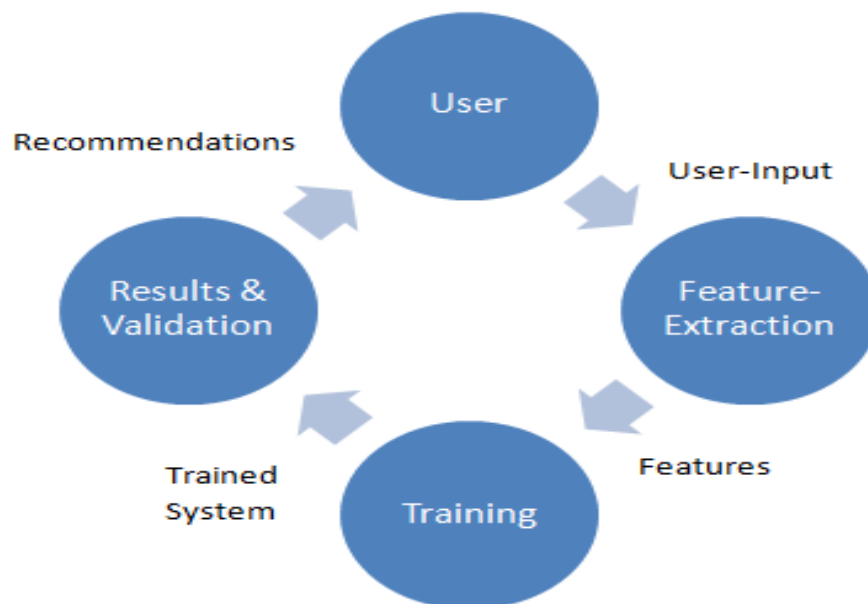 User
Recommendations
User-Input
Results &
Validation
Feature-
Extraction
Trained
System
Features
Training